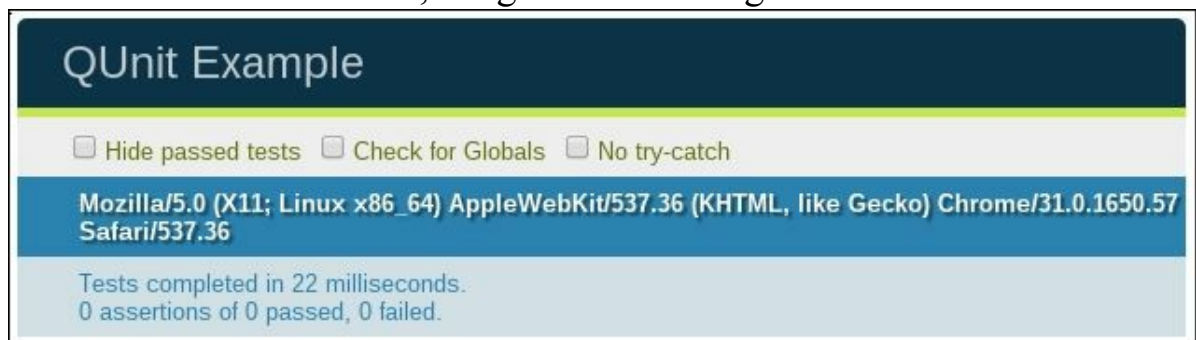 QUnit Example
Hide passed tests Check for Globals No try-catch
Mozilla/5.0 (X11; Linux x86_64) AppleWebKit/537.36 (KHTML, like Gecko) Chrome/31.0.1650.57
Safari/537.36
Tests completed in 22 milliseconds.
0 assertions of 0 passed, 0 failed.